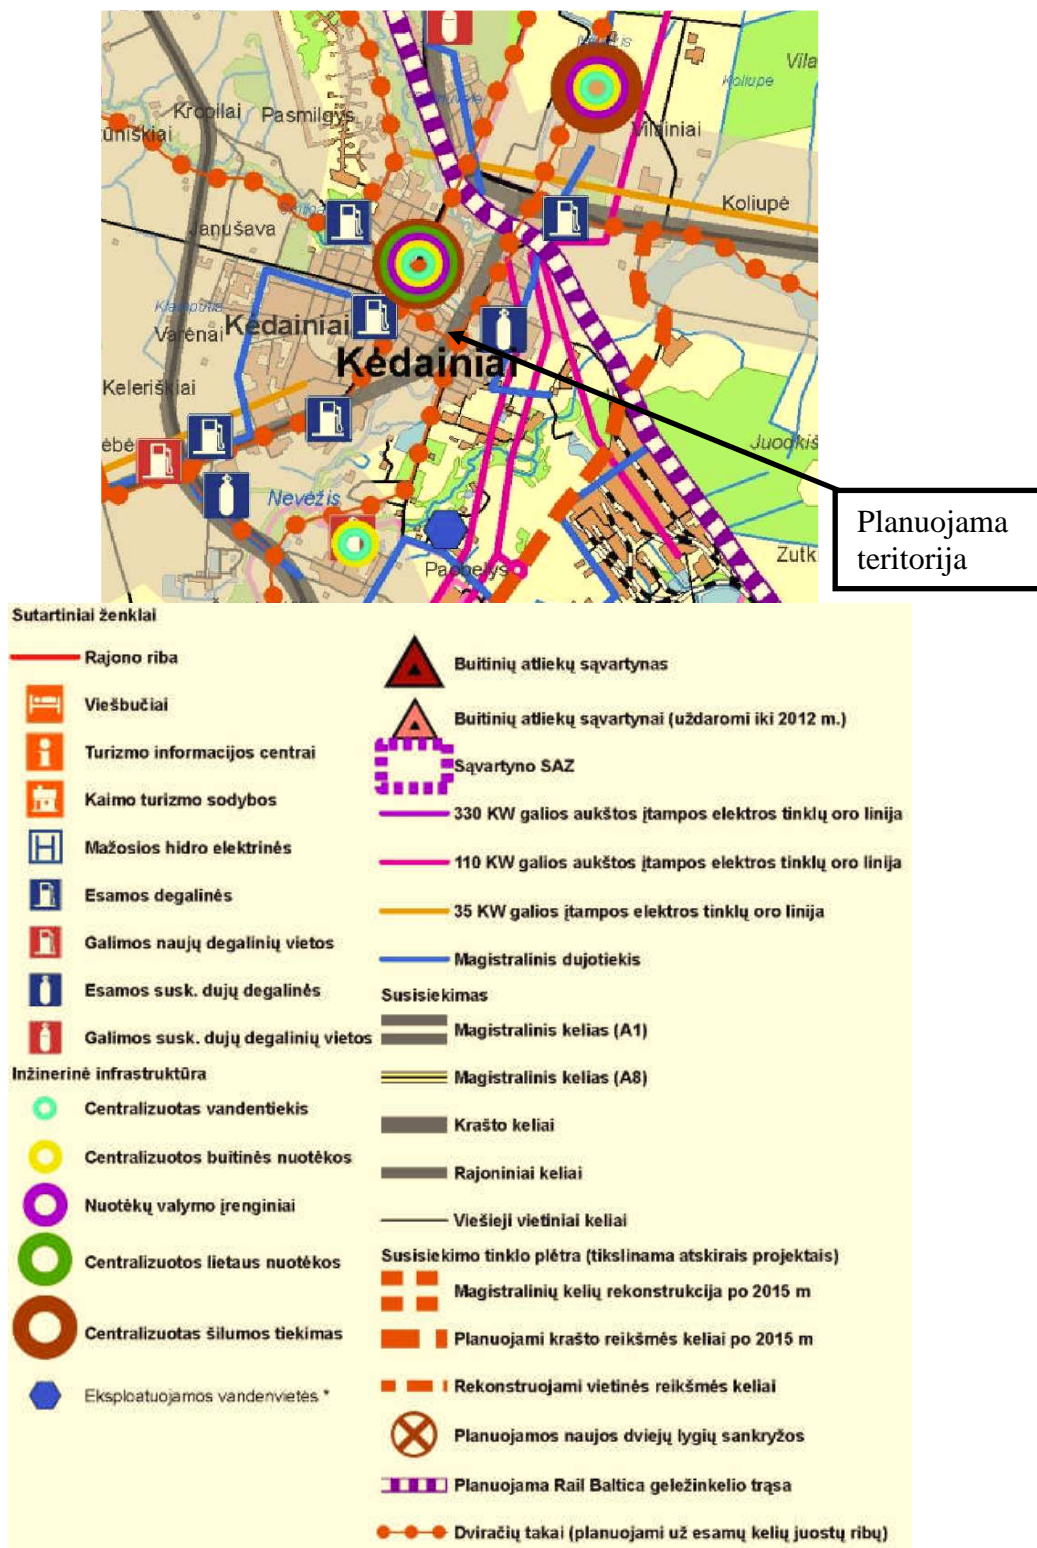 Vila
Koliupe
Kropilai
Pasmilgys
ūniškiai
Vilainiai
Koliupė
Janušava
Varėnai
Kėdainiai
Kėdainiai
Keleriškiai
ėbė
Juodkiš
Nevėžis
Zutk
Paobelys
Planuojama
teritorija
Sutartiniai ženklai
Rajono riba
Viešbučiai
Turizmo informacijos centrai
Kaimo turizmo sodybos
Mažosios hidro elektrinės
Esamos degalinės
Galimos naujų degalinių vietos
Esamos susk. dujų degalinės
Galimos susk. dujų degalinių vietos
Inžinerinė infrastruktūra
Centralizuotas vandentiekis
Centralizuotos buitinės nuotėkos
Nuotėkų valymo įrenginiai
Centralizuotos lietaus nuotėkos
Centralizuotas šilumos tiekimas
Eksploatuojamos vandenvietės *
Buitinių atliekų sąvartynas
Buitinių atliekų sąvartynai (uždaromi iki 2012 m.)
Sąvartyno SAZ
330 KW galios aukštos įtampos elektros tinklų oro linija
110 KW galios aukštos įtampos elektros tinklų oro linija
35 KW galios įtampos elektros tinklų oro linija
Magistralinis dujotiekis
Susisiekimas
Magistralinis kelias (A1)
Magistralinis kelias (A8)
Krašto keliai
Rajoniniai keliai
Viešieji vietiniai keliai
Susisiekimo tinklo plėtra (tikslinama atskirais projektais)
Magistralinių kelių rekonstrukcija po 2015 m
Planuojami krašto reikšmės keliai po 2015 m
Rekonstruojami vietinės reikšmės keliai
Planuojamos naujos dviejų lygių sankryžos
Planuojama Rail Baltica geležinkelio trąsa
Dviračių takai (planuojami už esamų kelių juostų ribų)